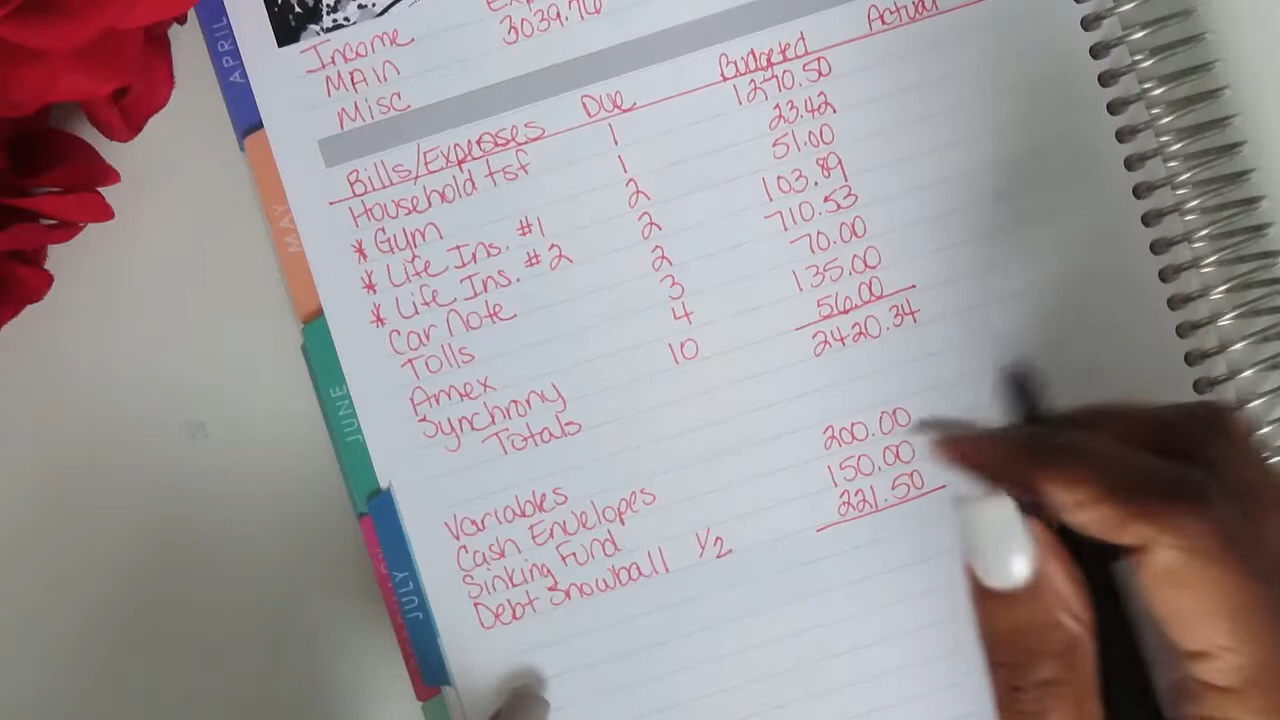 Income
MAIN 3039.76
Misc
Bills/Expenses Due Budgeted Actual
Household tsf 1 1270.50
* Gym 1 23.42
* Life Ins. #1 2 51.00
* Life Ins. #2 2 103.89
Car Note 2 710.53
Tolls 3 70.00
Amex 4 135.00
Synchrony 10 56.00
Totals 2420.34
Variables
Cash Envelopes 200.00
Sinking Fund 150.00
Debt Snowball 1/2 221.50
APRIL
MAY
JUNE
JULY